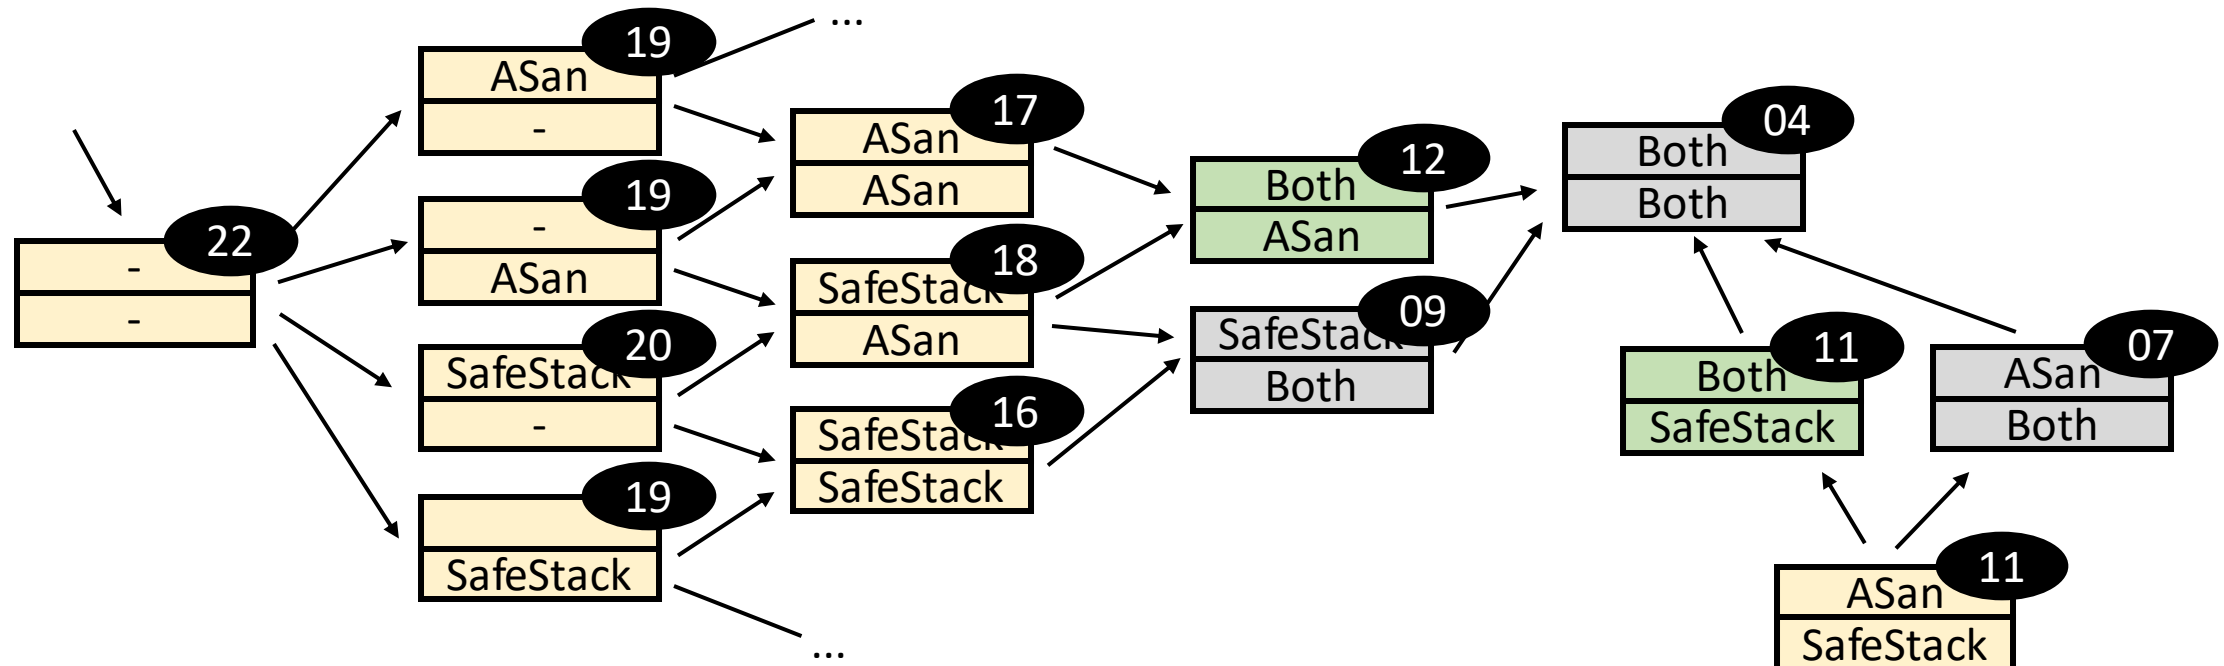 ...
19
ASan
-
17
ASan
ASan
04
Both
Both
12
Both
ASan
19
-
ASan
22
-
-
18
SafeStack
ASan
09
SafeStack
Both
20
SafeStack
-
11
Both
SafeStack
07
ASan
Both
16
SafeStack
SafeStack
19
SafeStack
11
ASan
SafeStack
...